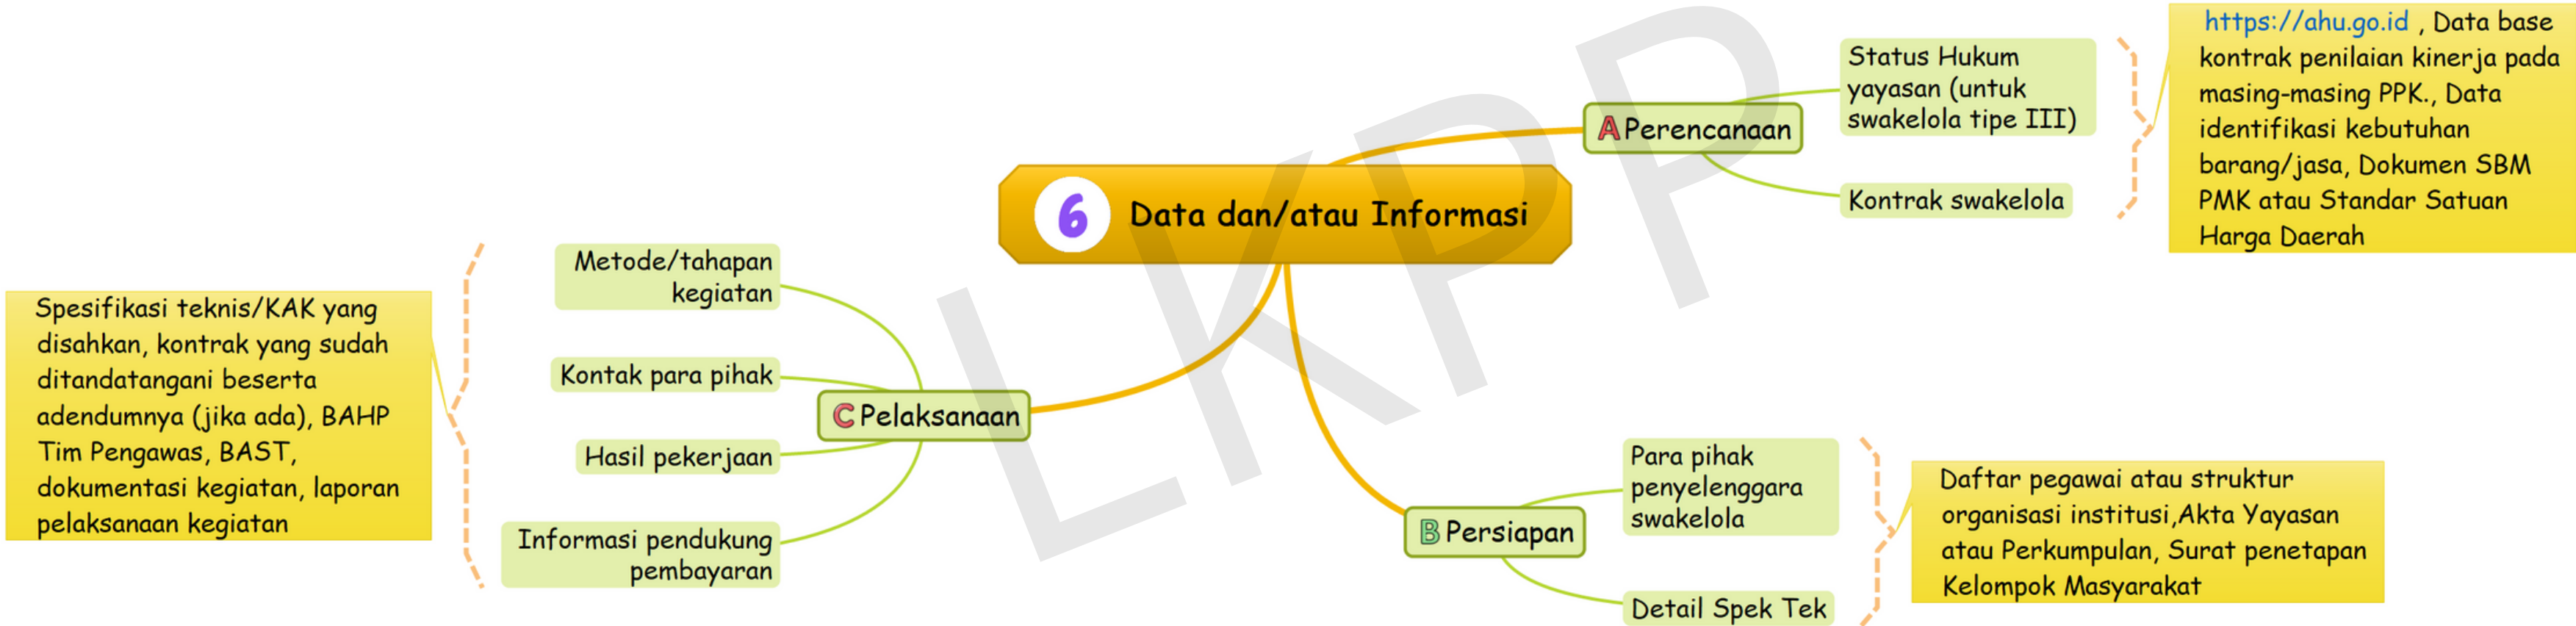 6 Data dan/atau Informasi
A Perencanaan
Status Hukum
yayasan (untuk
swakelola tipe III)
Kontrak swakelola
https://ahu.go.id , Data base
kontrak penilaian kinerja pada
masing-masing PPK., Data
identifikasi kebutuhan
barang/jasa, Dokumen SBM
PMK atau Standar Satuan
Harga Daerah
B Persiapan
Para pihak
penyelenggara
swakelola
Detail Spek Tek
Daftar pegawai atau struktur
organisasi institusi,Akta Yayasan
atau Perkumpulan, Surat penetapan
Kelompok Masyarakat
C Pelaksanaan
Metode/tahapan
kegiatan
Kontak para pihak
Hasil pekerjaan
Informasi pendukung
pembayaran
Spesifikasi teknis/KAK yang
disahkan, kontrak yang sudah
ditandatangani beserta
adendumnya (jika ada), BAHP
Tim Pengawas, BAST,
dokumentasi kegiatan, laporan
pelaksanaan kegiatan
LKPP